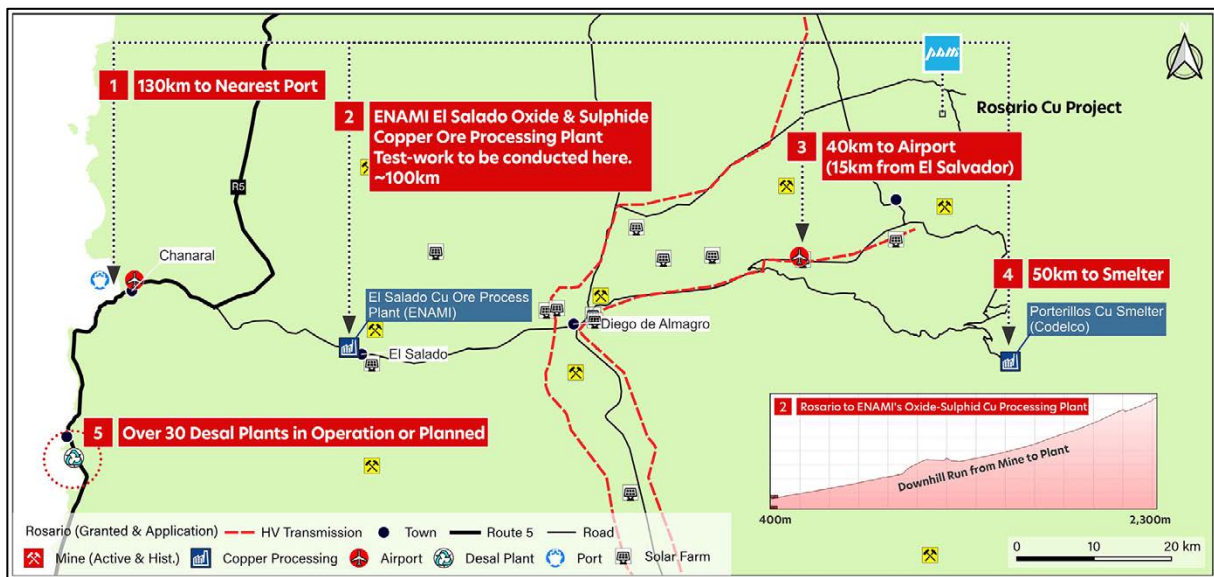 N
pam
Rosario Cu Project
1 130km to Nearest Port
2 ENAMI El Salado Oxide & Sulphide
Copper Ore Processing Plant
Test-work to be conducted here.
~100km
3 40km to Airport
(15km from El Salvador)
R5
Chanaral
El Salado Cu Ore Process
Plant (ENAMI)
El Salado
Diego de Almagro
4 50km to Smelter
Porterillos Cu Smelter
(Codelco)
5 Over 30 Desal Plants in Operation or Planned
2 Rosario to ENAMI's Oxide-Sulphid Cu Processing Plant
Downhill Run from Mine to Plant
400m 2,300m
Rosario (Granted & Application) HV Transmission Town Route 5 Road
Mine (Active & Hist.) Copper Processing Airport Desal Plant Port Solar Farm
0 10 20 km